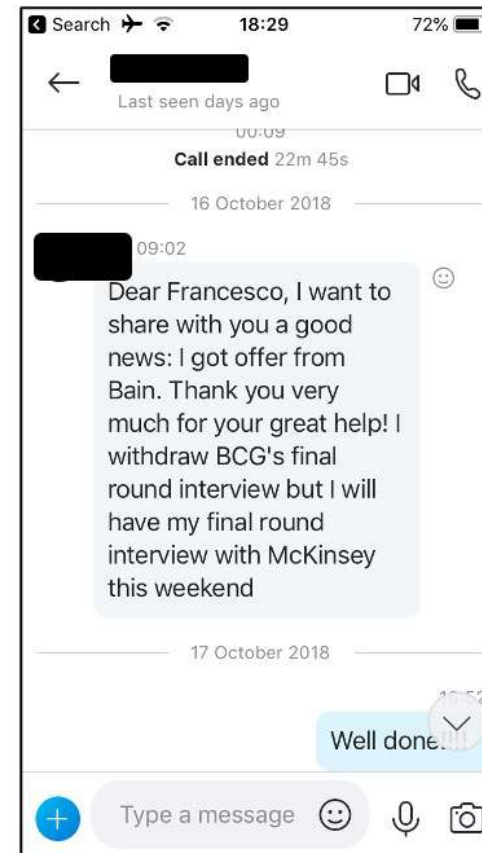 Search 18:29 72%
Last seen days ago
00:09
Call ended 22m 45s
16 October 2018
09:02
Dear Francesco, I want to
share with you a good
news: I got offer from
Bain. Thank you very
much for your great help! I
withdraw BCG's final
round interview but I will
have my final round
interview with McKinsey
this weekend
17 October 2018
Well done!!!!
Type a message